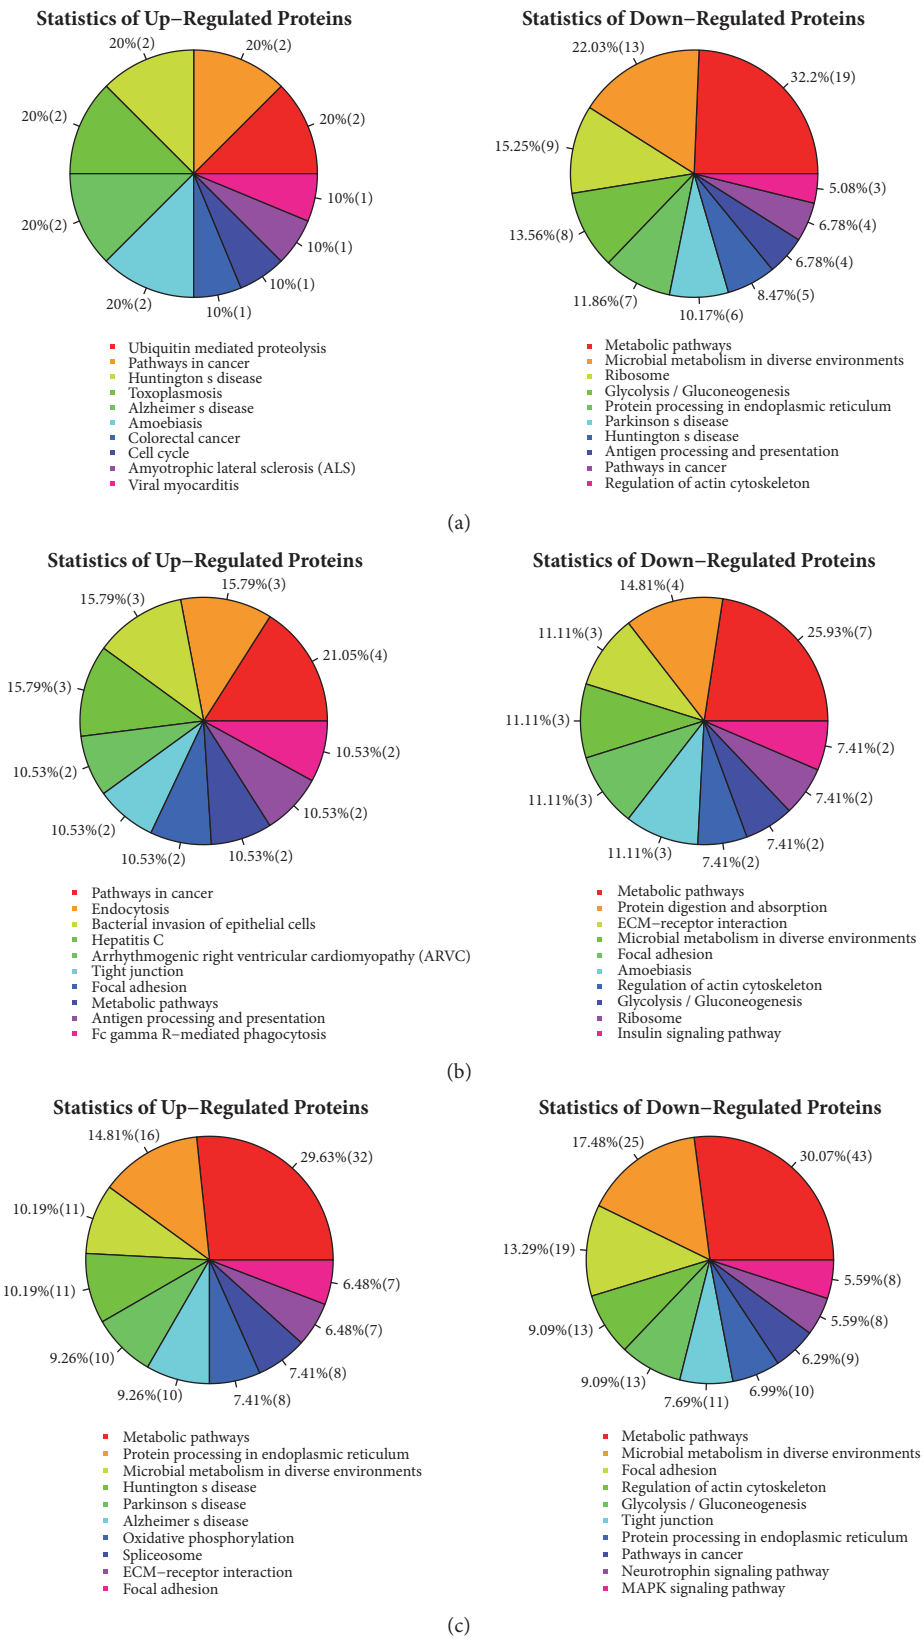 Statistics of Up−Regulated Proteins
20%(2)
20%(2)
20%(2)
20%(2)
20%(2)
20%(2)
10%(1)
10%(1)
10%(1)
10%(1)
Ubiquitin mediated proteolysis
Pathways in cancer
Huntington s disease
Toxoplasmosis
Alzheimer s disease
Amoebiasis
Colorectal cancer
Cell cycle
Amyotrophic lateral sclerosis (ALS)
Viral myocarditis
Statistics of Down−Regulated Proteins
32.2%(19)
22.03%(13)
15.25%(9)
13.56%(8)
11.86%(7)
10.17%(6)
8.47%(5)
6.78%(4)
6.78%(4)
5.08%(3)
Metabolic pathways
Microbial metabolism in diverse environments
Ribosome
Glycolysis / Gluconeogenesis
Protein processing in endoplasmic reticulum
Parkinson s disease
Huntington s disease
Antigen processing and presentation
Pathways in cancer
Regulation of actin cytoskeleton
(a)
Statistics of Up−Regulated Proteins
21.05%(4)
15.79%(3)
15.79%(3)
15.79%(3)
10.53%(2)
10.53%(2)
10.53%(2)
10.53%(2)
10.53%(2)
10.53%(2)
Pathways in cancer
Endocytosis
Bacterial invasion of epithelial cells
Hepatitis C
Arrhythmogenic right ventricular cardiomyopathy (ARVC)
Tight junction
Focal adhesion
Metabolic pathways
Antigen processing and presentation
Fc gamma R−mediated phagocytosis
Statistics of Down−Regulated Proteins
25.93%(7)
14.81%(4)
11.11%(3)
11.11%(3)
11.11%(3)
11.11%(3)
7.41%(2)
7.41%(2)
7.41%(2)
7.41%(2)
Metabolic pathways
Protein digestion and absorption
ECM−receptor interaction
Microbial metabolism in diverse environments
Focal adhesion
Amoebiasis
Regulation of actin cytoskeleton
Glycolysis / Gluconeogenesis
Ribosome
Insulin signaling pathway
(b)
Statistics of Up−Regulated Proteins
29.63%(32)
14.81%(16)
10.19%(11)
10.19%(11)
9.26%(10)
9.26%(10)
7.41%(8)
7.41%(8)
6.48%(7)
6.48%(7)
Metabolic pathways
Protein processing in endoplasmic reticulum
Microbial metabolism in diverse environments
Huntington s disease
Parkinson s disease
Alzheimer s disease
Oxidative phosphorylation
Spliceosome
ECM−receptor interaction
Focal adhesion
Statistics of Down−Regulated Proteins
30.07%(43)
17.48%(25)
13.29%(19)
9.09%(13)
9.09%(13)
7.69%(11)
6.99%(10)
6.29%(9)
5.59%(8)
5.59%(8)
Metabolic pathways
Microbial metabolism in diverse environments
Focal adhesion
Regulation of actin cytoskeleton
Glycolysis / Gluconeogenesis
Tight junction
Protein processing in endoplasmic reticulum
Pathways in cancer
Neurotrophin signaling pathway
MAPK signaling pathway
(c)